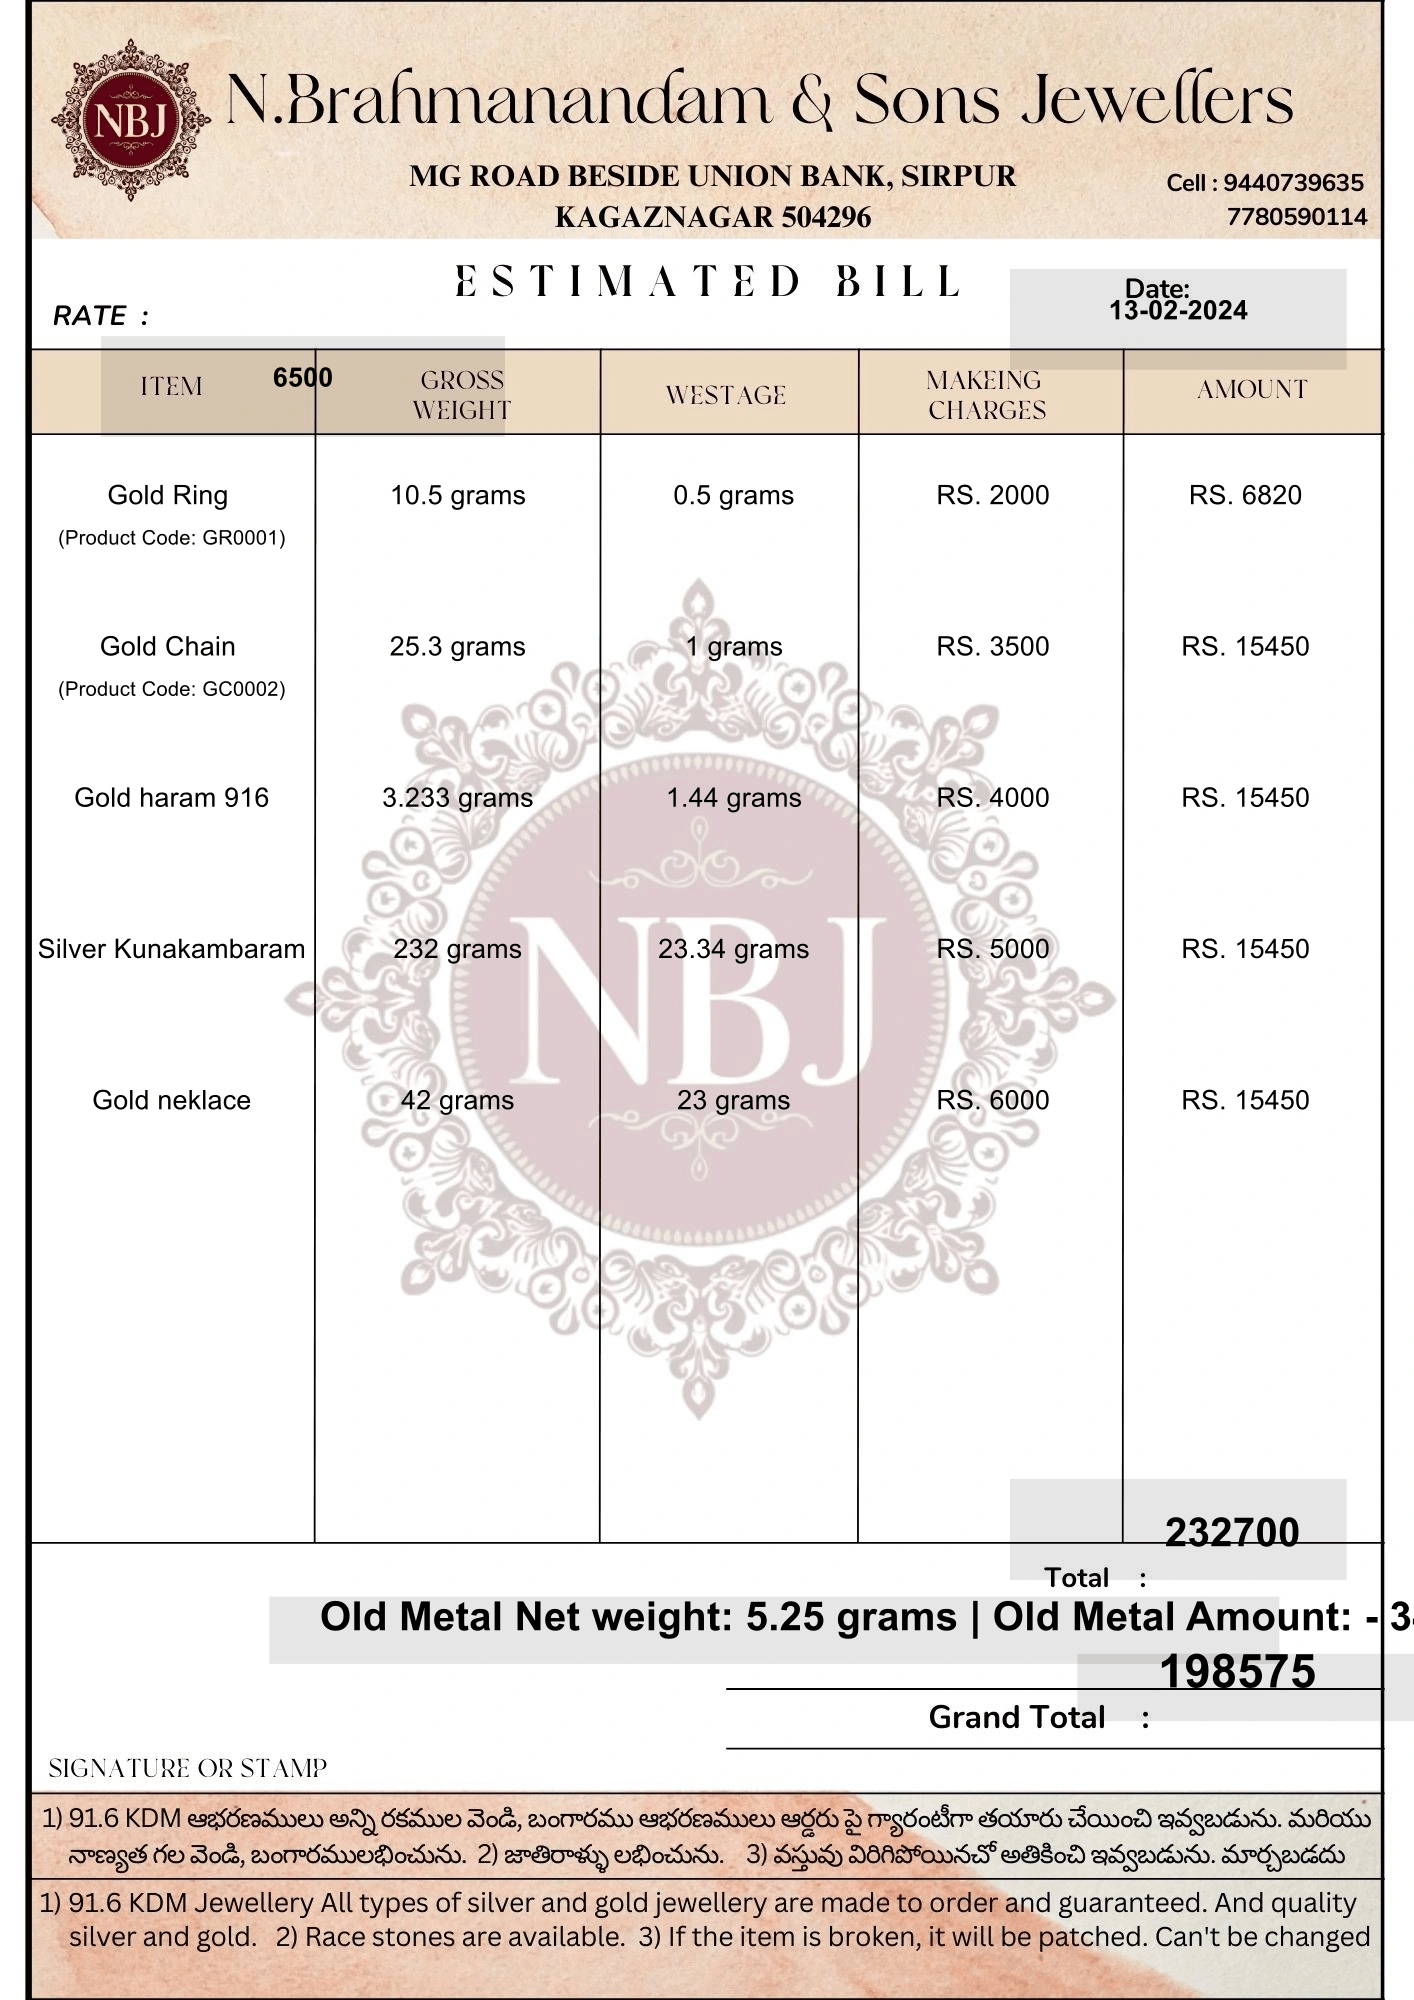 NBJ
N.Brahmanandam & Sons Jewellers
MG ROAD BESIDE UNION BANK, SIRPUR
KAGAZNAGAR 504296
Cell : 9440739635
7780590114
ESTIMATED BILL
Date:
13-02-2024
RATE :
6500
ITEM GROSS WEIGHT WESTAGE MAKEING CHARGES AMOUNT
Gold Ring 10.5 grams 0.5 grams RS. 2000 RS. 6820
(Product Code: GR0001)
Gold Chain 25.3 grams 1 grams RS. 3500 RS. 15450
(Product Code: GC0002)
Gold haram 916 3.233 grams 1.44 grams RS. 4000 RS. 15450
Silver Kunakambaram 232 grams 23.34 grams RS. 5000 RS. 15450
NBJ
Gold neklace 42 grams 23 grams RS. 6000 RS. 15450
232700
Total :
Old Metal Net weight: 5.25 grams | Old Metal Amount: - 3
198575
Grand Total :
SIGNATURE OR STAMP
1) 91.6 KDM ఆభరణములు అన్ని రకముల వెండి, బంగారము ఆభరణములు ఆర్డరు పై గ్యారంటీగా తయారు చేయించి ఇవ్వబడును. మరియు
నాణ్యత గల వెండి, బంగారములభించును. 2) జాతిరాళ్ళు లభించును. 3) వస్తువు విరిగిపోయినచో అతికించి ఇవ్వబడును. మార్చబడదు
1) 91.6 KDM Jewellery All types of silver and gold jewellery are made to order and guaranteed. And quality
silver and gold. 2) Race stones are available. 3) If the item is broken, it will be patched. Can't be changed